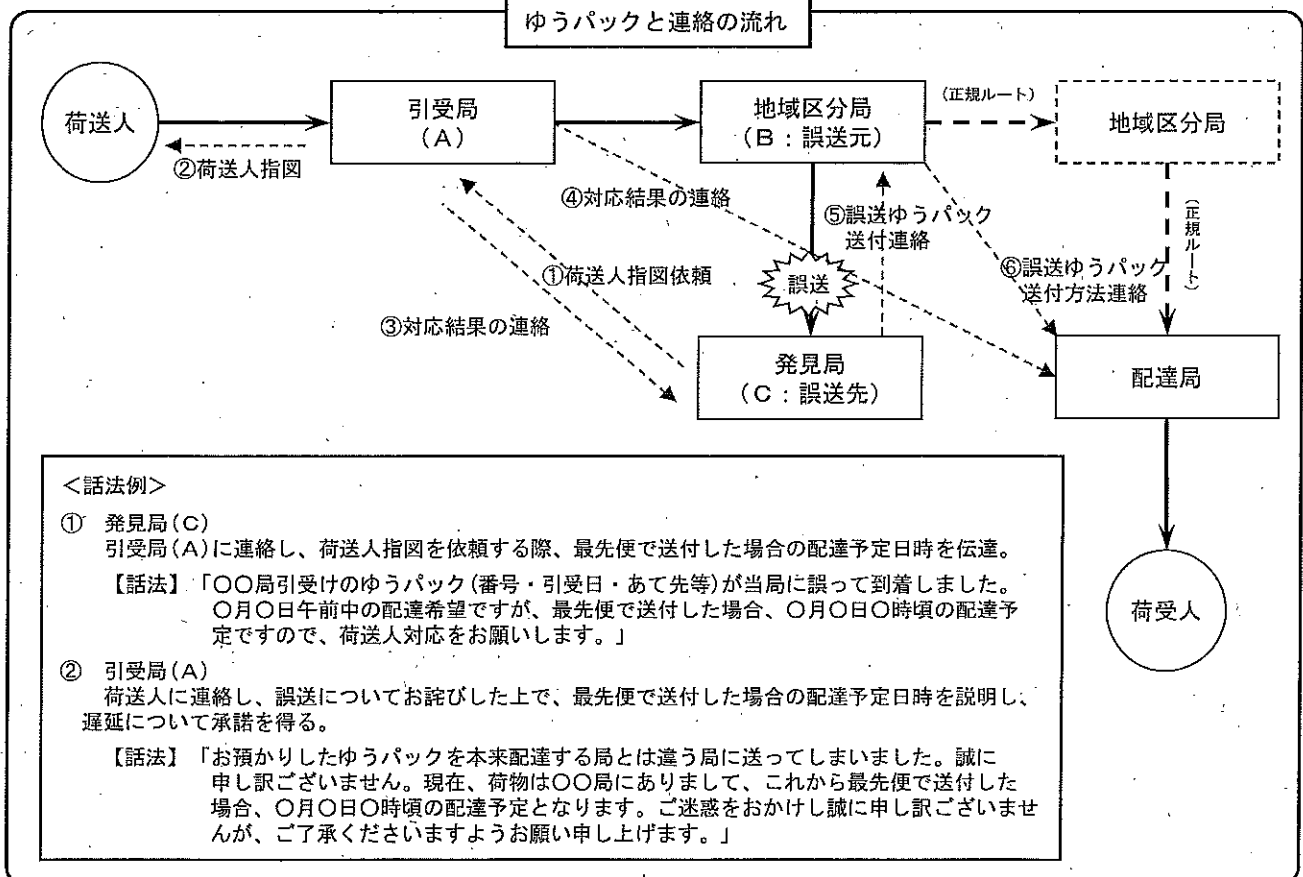 ゆうパックと連絡の流れ
荷送人
引受局
(A)
地域区分局
(B：誤送元)
(正規ルート)
地域区分局
②荷送人指図
④対応結果の連絡
⑤誤送ゆうパック
送付連絡
(正規ルート)
①荷送人指図依頼
誤送
⑥誤送ゆうパック
送付方法連絡
③対応結果の連絡
発見局
(C：誤送先)
配達局
荷受人
＜話法例＞
① 発見局(C)
引受局(A)に連絡し、荷送人指図を依頼する際、最先便で送付した場合の配達予定日時を伝達。
【話法】「〇〇局引受けのゆうパック(番号・引受日・あて先等)が当局に誤って到着しました。
〇月〇日午前中の配達希望ですが、最先便で送付した場合、〇月〇日〇時頃の配達予
定ですので、荷送人対応をお願いします。」
② 引受局(A)
荷送人に連絡し、誤送についてお詫びした上で、最先便で送付した場合の配達予定日時を説明し、
遅延について承諾を得る。
【話法】「お預かりしたゆうパックを本来配達する局とは違う局に送ってしまいました。誠に
申し訳ございません。現在、荷物は〇〇局にありまして、これから最先便で送付した
場合、〇月〇日〇時頃の配達予定となります。ご迷惑をおかけし誠に申し訳ございませ
んが、ご了承くださいますようお願い申し上げます。」